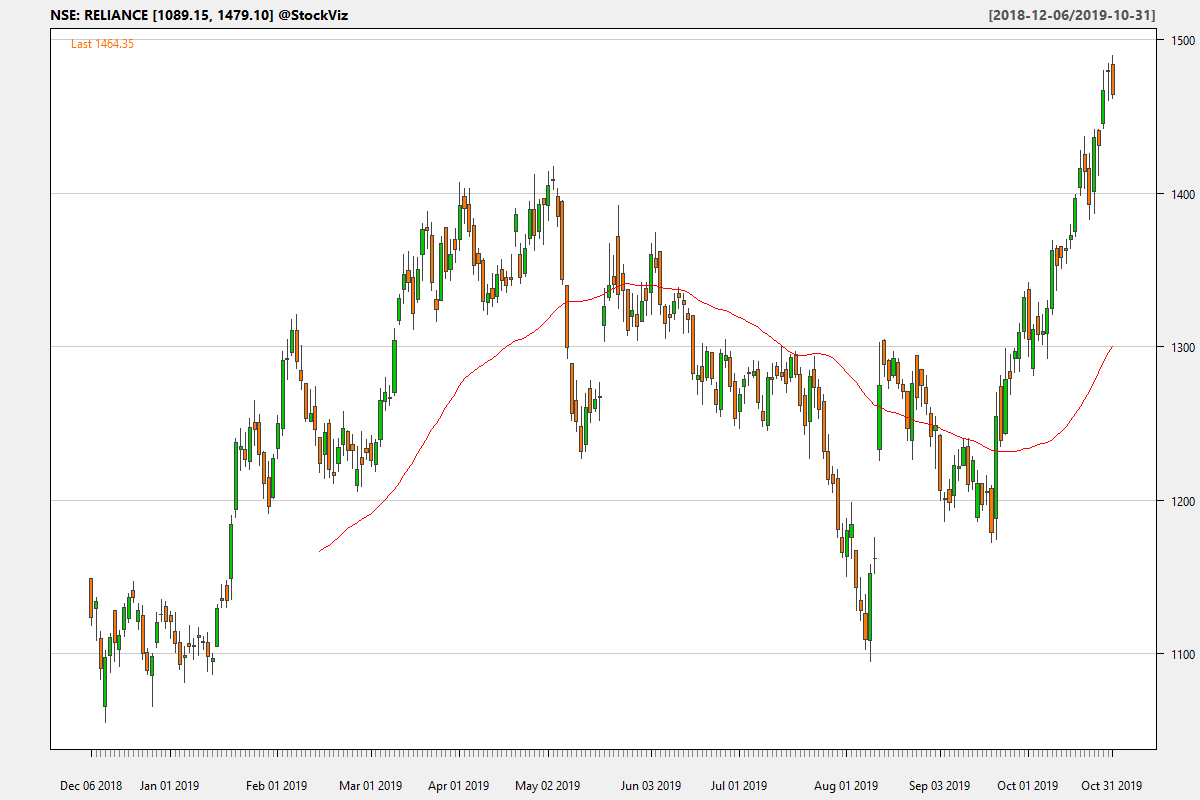 NSE: RELIANCE [1089.15, 1479.10] @StockViz [2018-12-06/2019-10-31]
Last 1464.35
1500
1400
1300
1200
1100
Dec 06 2018 Jan 01 2019 Feb 01 2019 Mar 01 2019 Apr 01 2019 May 02 2019 Jun 03 2019 Jul 01 2019 Aug 01 2019 Sep 03 2019 Oct 01 2019 Oct 31 2019